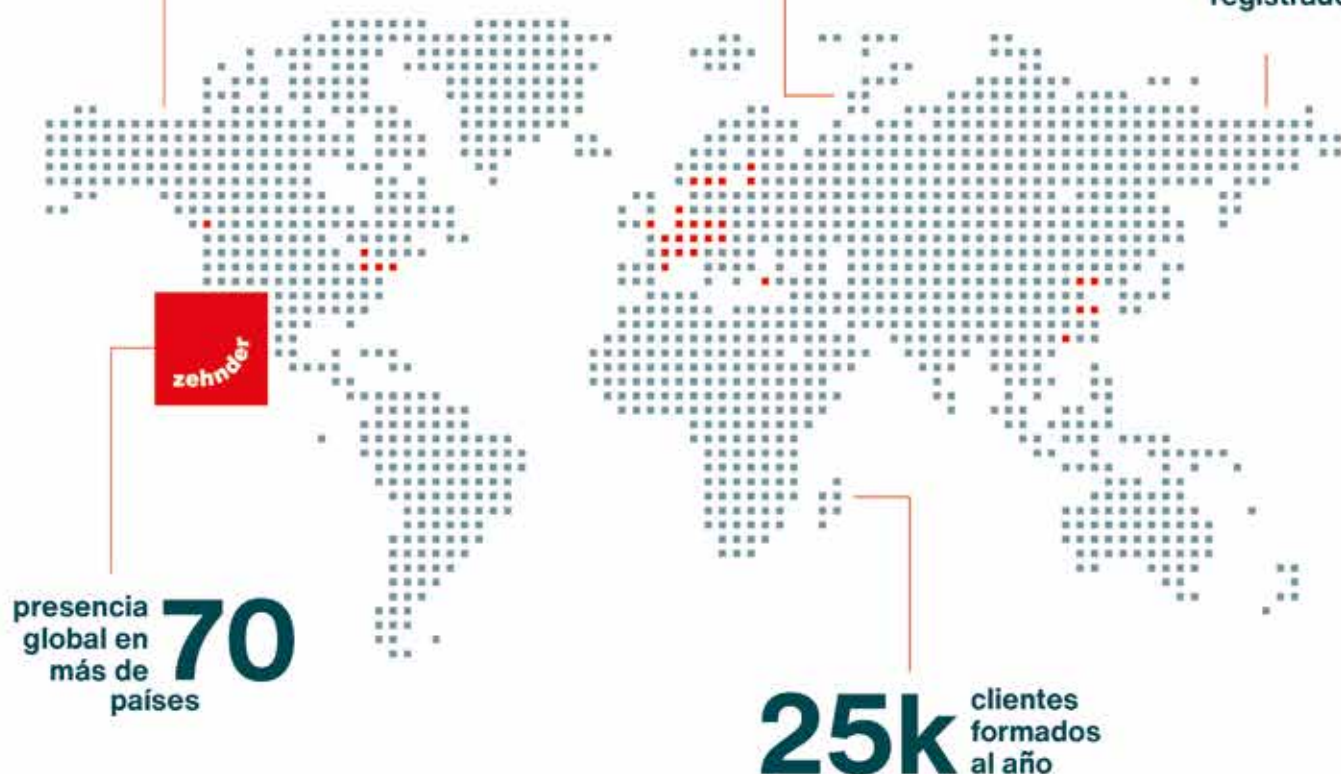 zehnder
presencia
global en
más de
70
países
25k
clientes
formados
al año